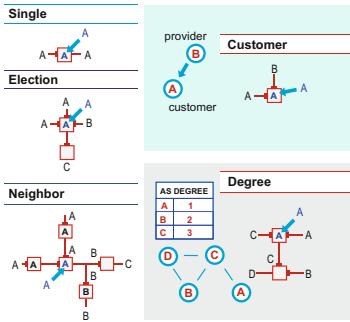 Single
A
A A A
Election
A A
A A B
C
Neighbor
A
A
A B
A A A C
A B
B
B
provider
B
A
customer
Customer
B
A A A
Degree
AS DEGREE
A 1
B 2
C 3
D C
B A
A
C A A
C
D B